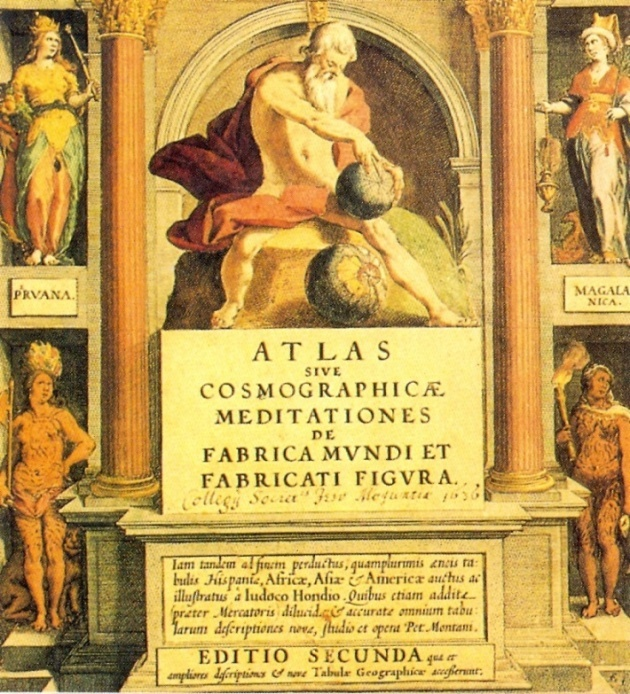 PRVANA.
MAGALA
NICA.
ATLAS
SIVE
COSMOGRAPHICÆ
MEDITATIONES
DE
FABRICA MVNDI ET
FABRICATI FIGVRA.
Collegij Societis Jesu Moguntiæ 1636
Iam tandem ad finem perductus, quamplurimis æneis ta-
bulis Hispaniæ, Africæ, Asiæ & Americæ auctus ac
illustratus à Iudoco Hondio. Quibus etiam additæ
præter Mercatoris dilucidas & accuratæ omnium tabu
larum descriptiones novæ, studio et opera Pet. Montani.
EDITIO SECUNDA qua et
ampliores descriptiones & novæ Tabulæ Geographicæ accesserunt: